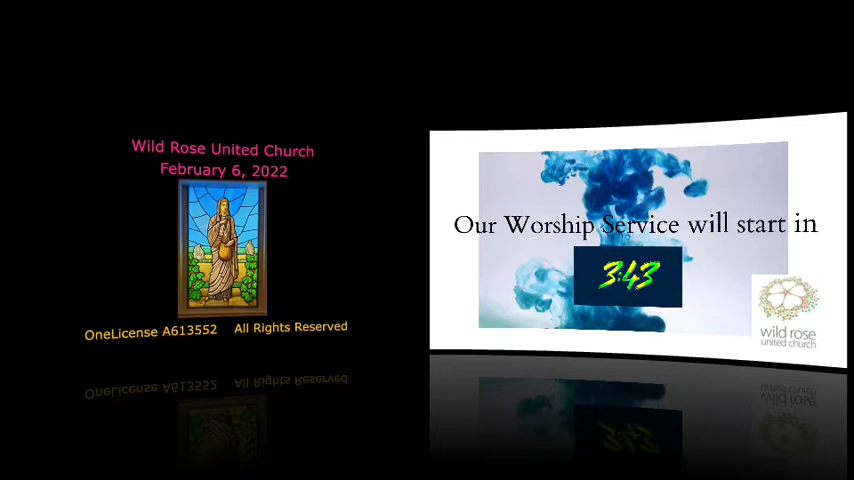 Wild Rose United Church
February 6, 2022
OneLicense A613552 All Rights Reserved
Our Worship Service will start in
3:43
wild rose
united church